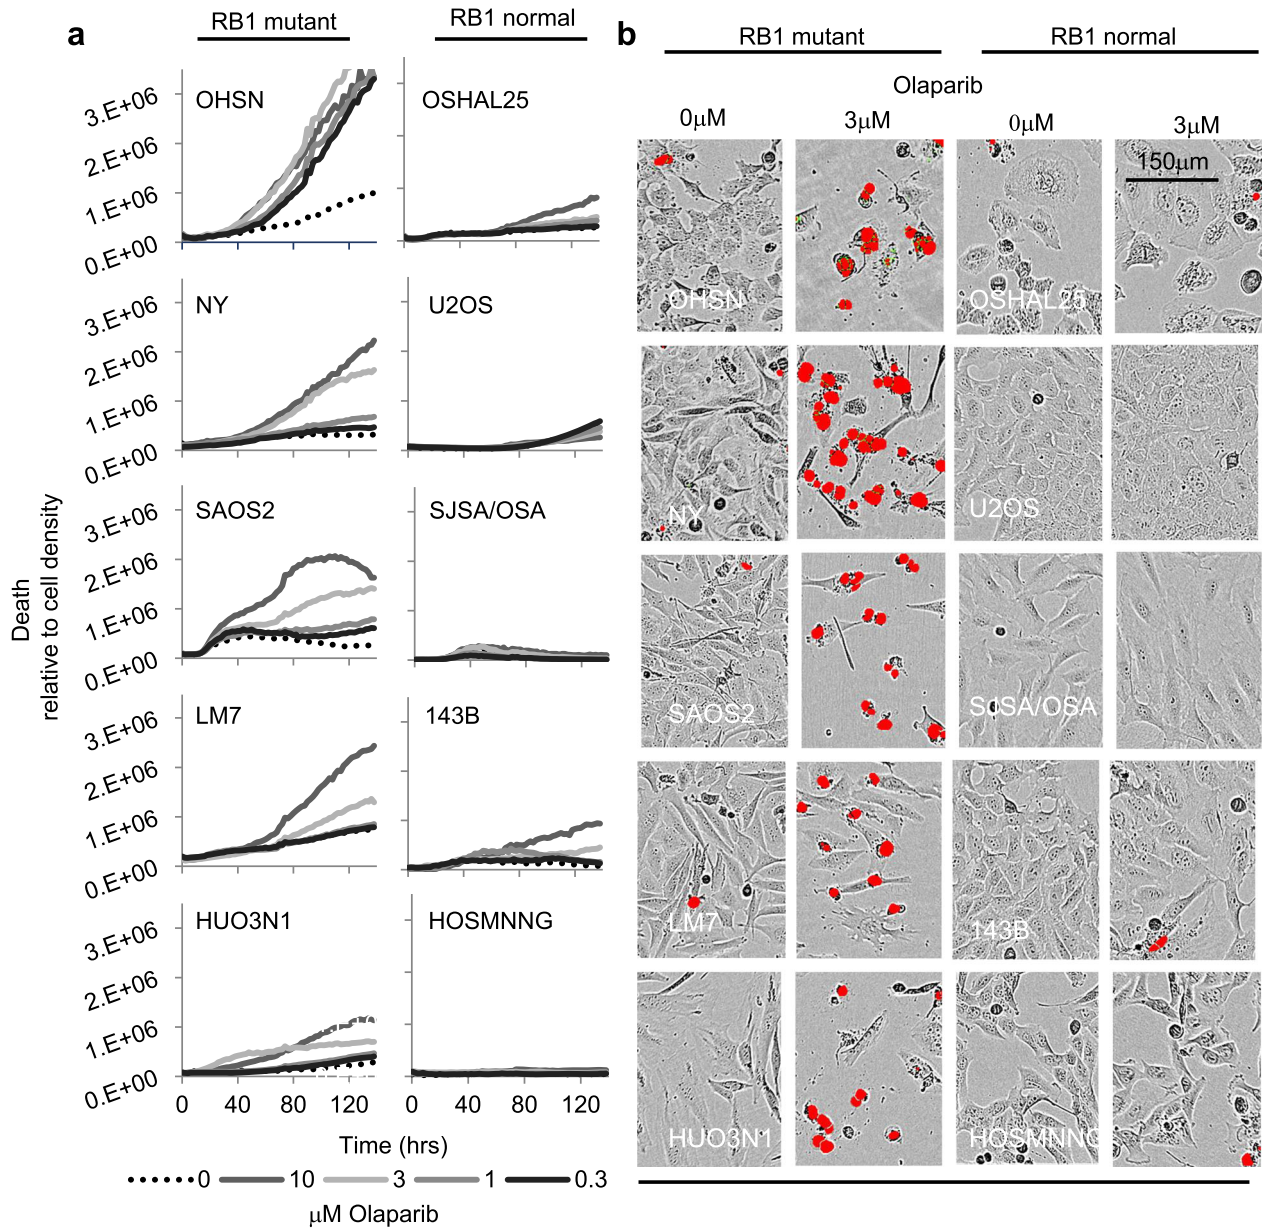 a
RB1 mutant
RB1 normal
OHSN
OSHAL25
3.E+06
2.E+06
1.E+06
0.E+00
NY
U2OS
3.E+06
2.E+06
1.E+06
0.E+00
SAOS2
SJSA/OSA
3.E+06
2.E+06
1.E+06
0.E+00
LM7
143B
3.E+06
2.E+06
1.E+06
0.E+00
HUO3N1
HOSMNNG
3.E+06
2.E+06
1.E+06
0.E+00
Death
relative to cell density
0 40 80 120 0 40 80 120
Time (hrs)
0 10 3 1 0.3
µM Olaparib
b
RB1 mutant
RB1 normal
Olaparib
0µM 3µM 0µM 3µM
150µm
OHSN OSHAL25
NY U2OS
SAOS2 SJSA/OSA
LM7 143B
HUO3N1 HOSMNNG